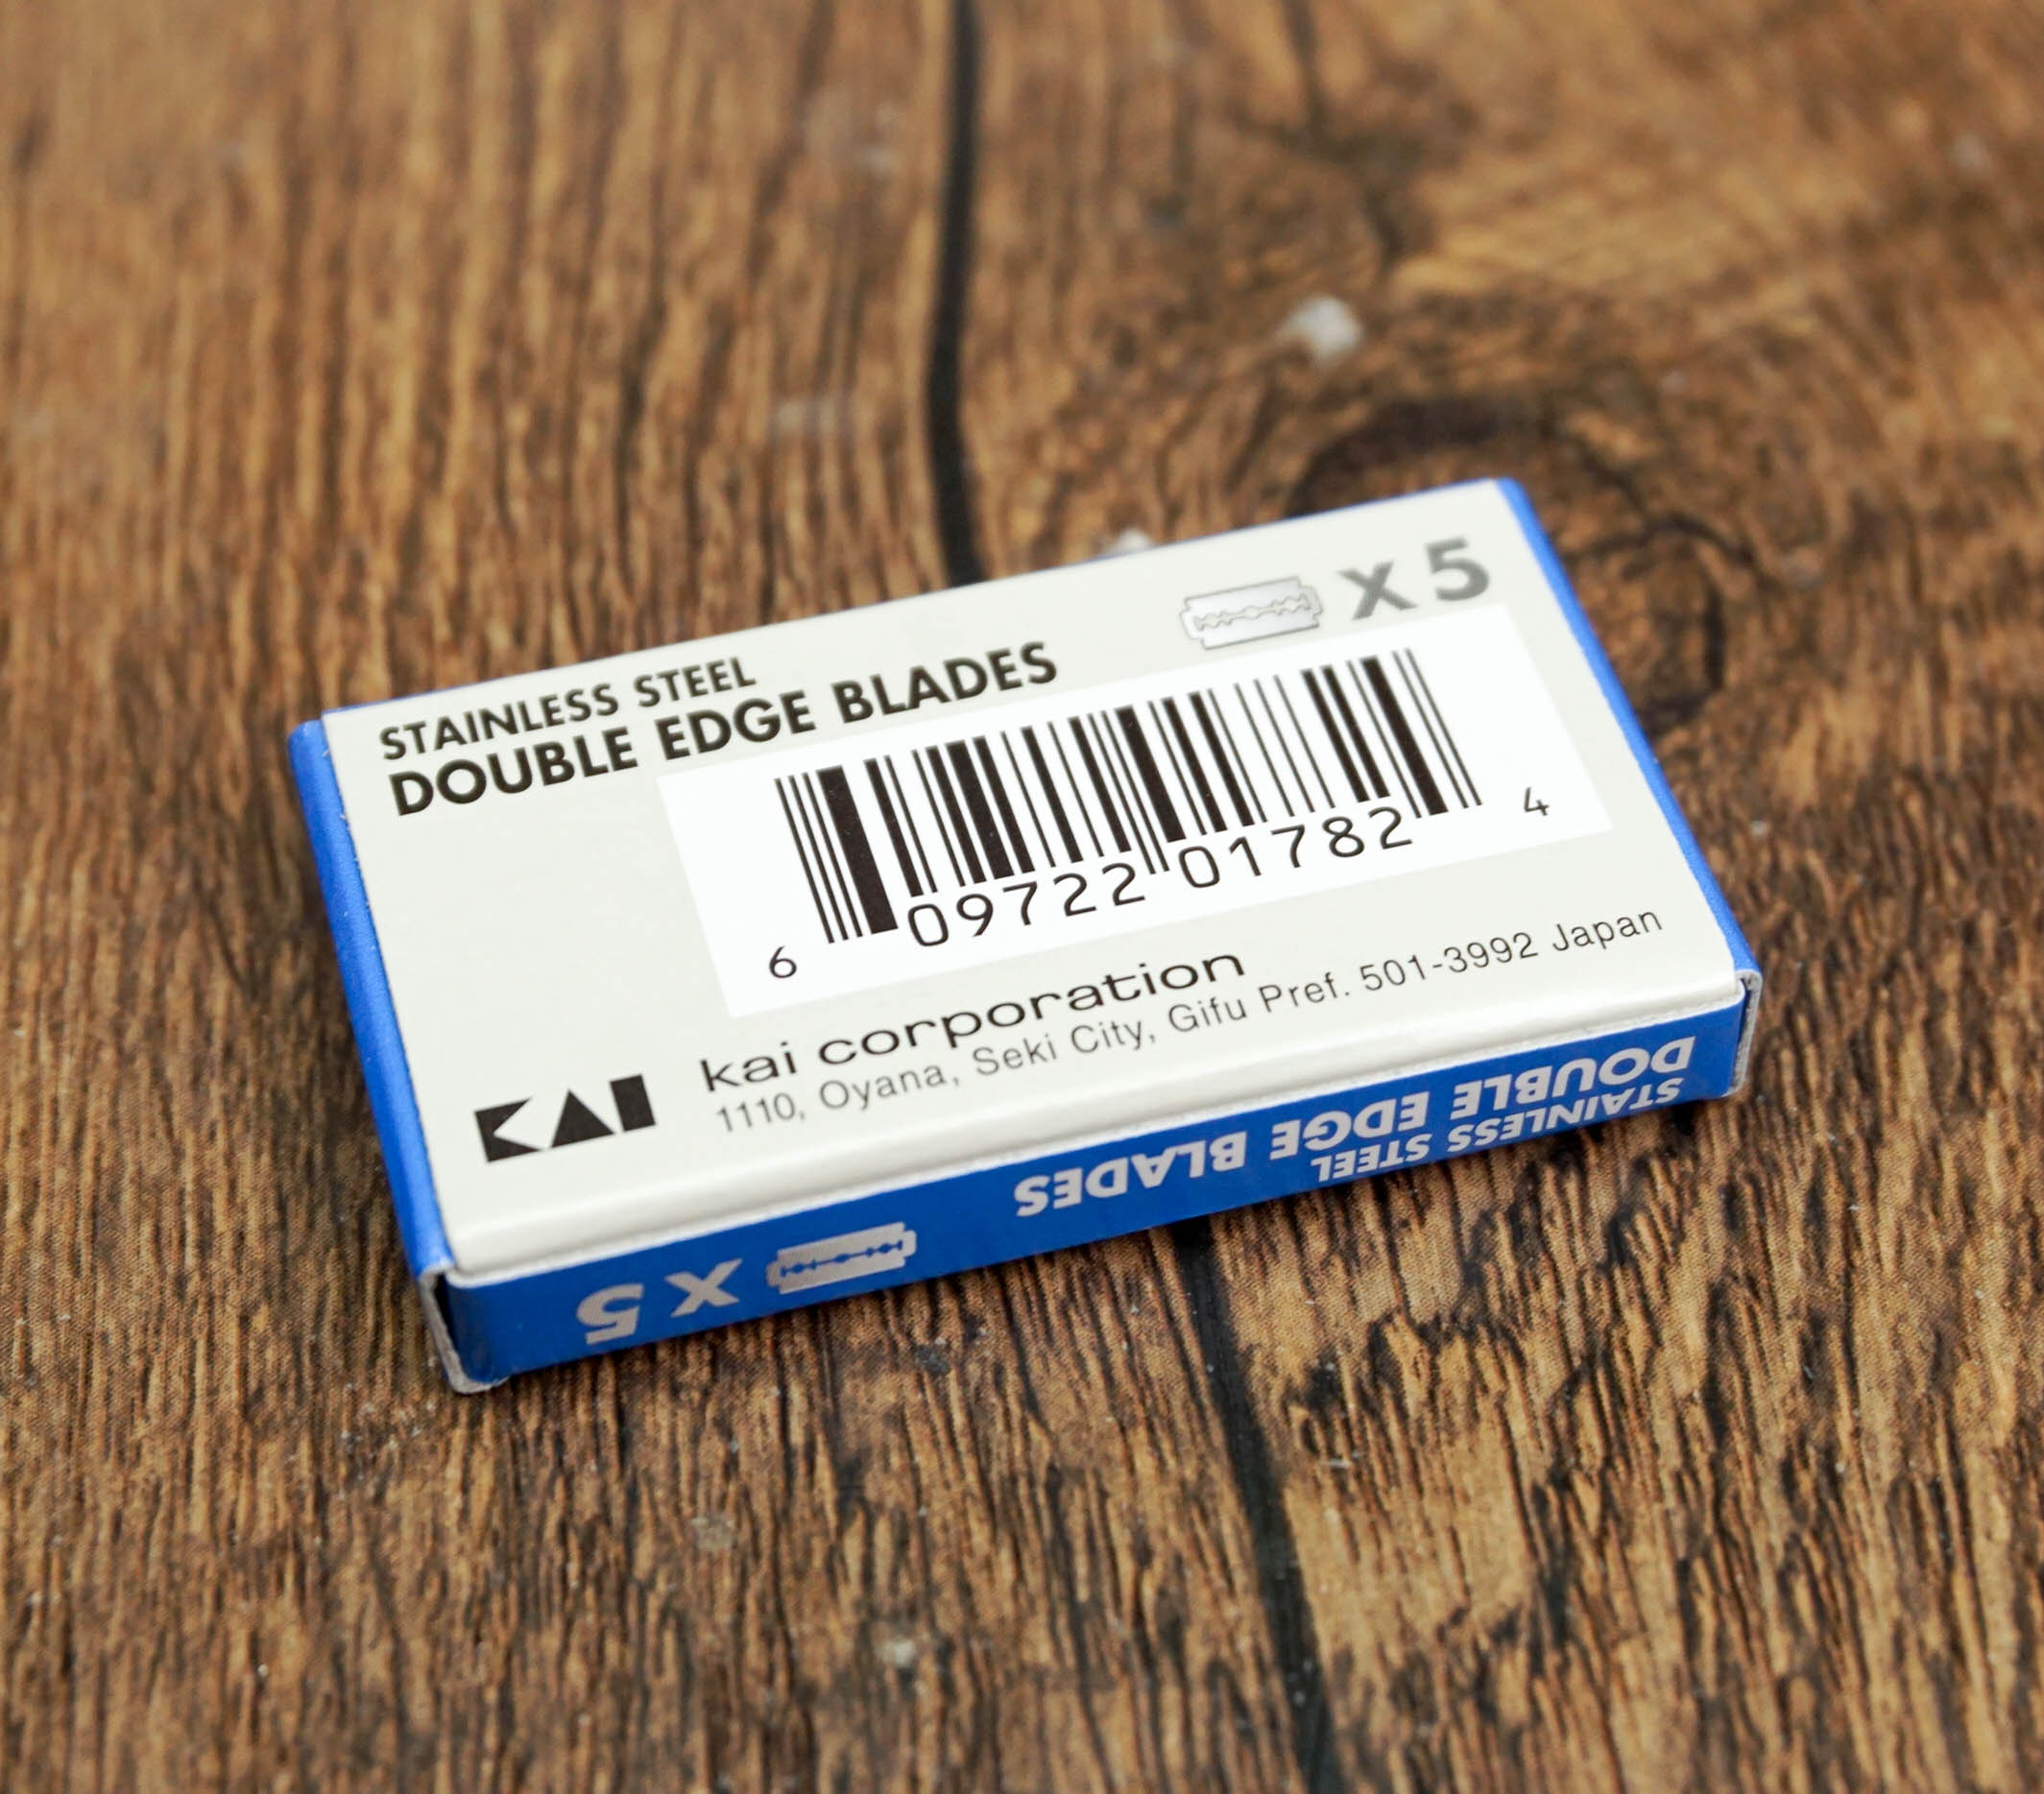 STAINLESS STEEL
DOUBLE EDGE BLADES
X 5
6 09722 01782 4
KAI
kai corporation
1110, Oyana, Seki City, Gifu Pref. 501-3992 Japan
STAINLESS STEEL
DOUBLE EDGE BLADES
X 5